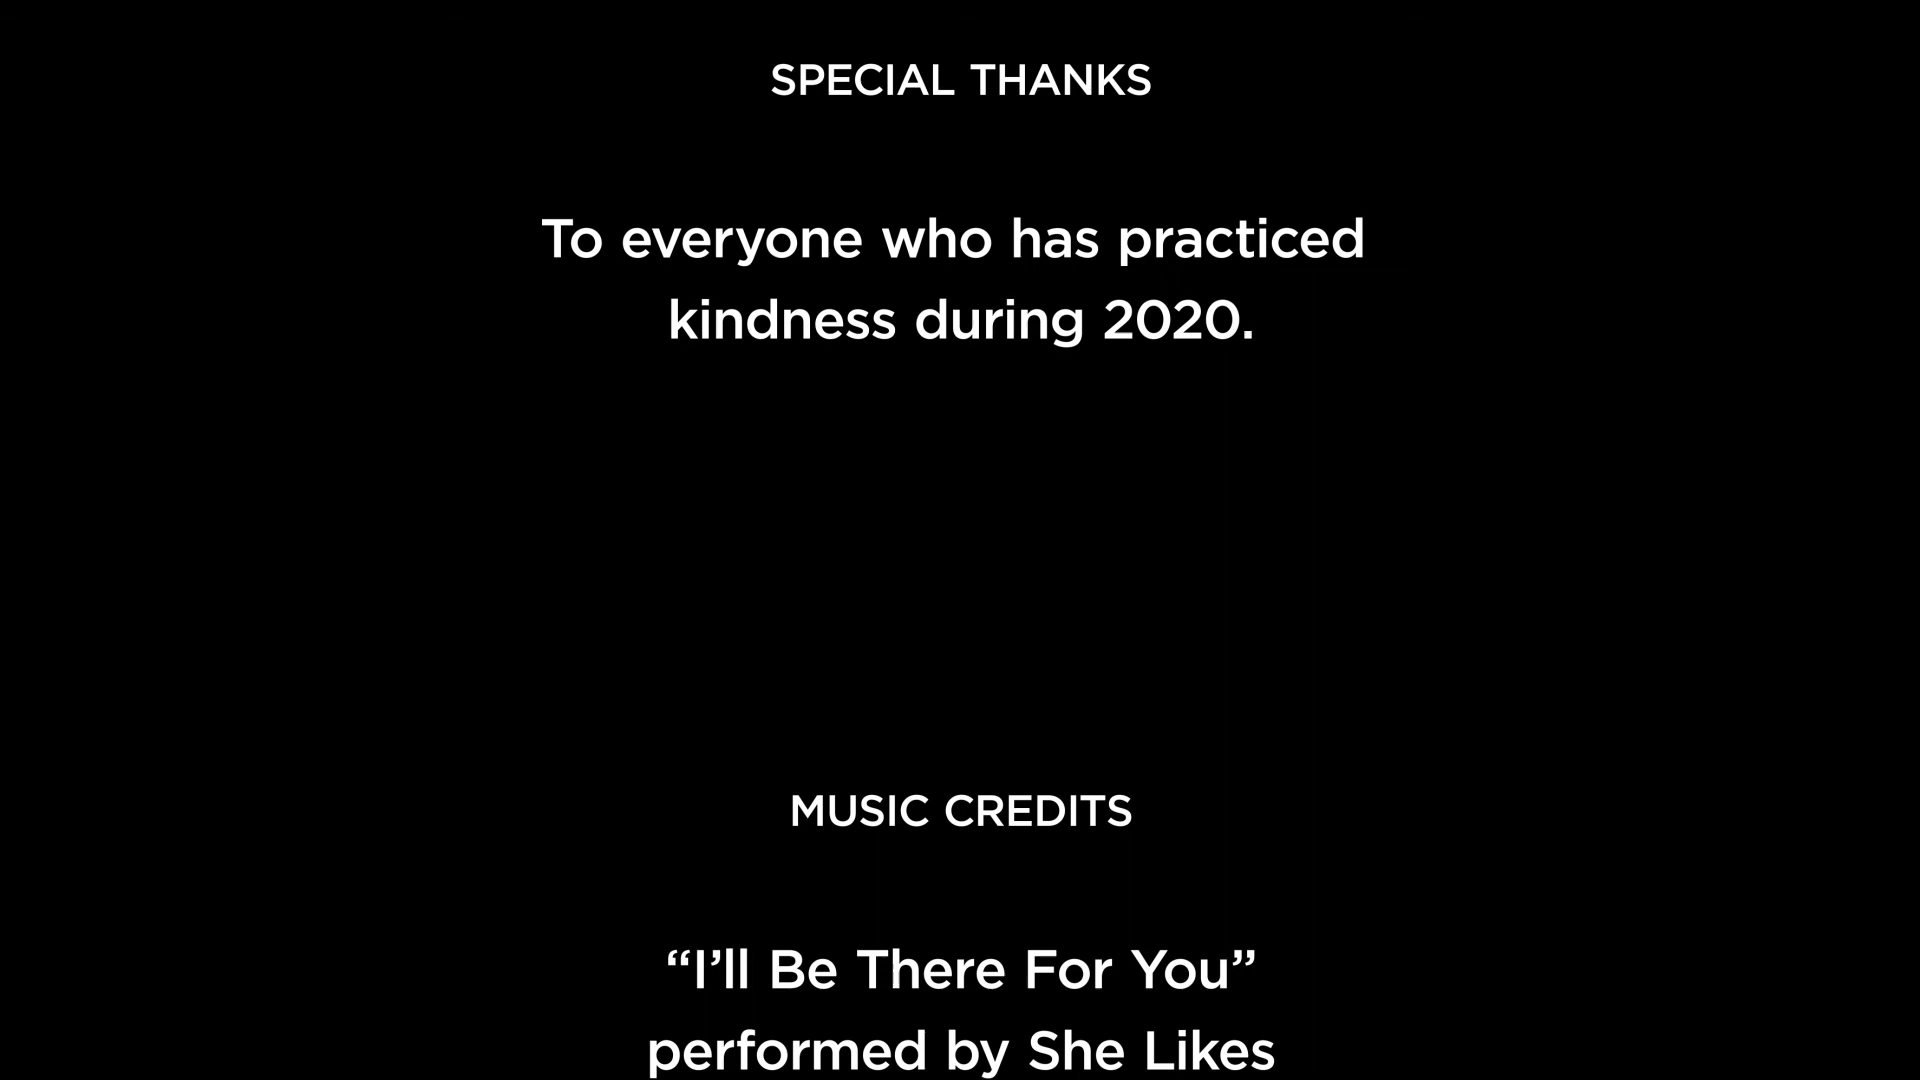 SPECIAL THANKS
To everyone who has practiced
kindness during 2020.
MUSIC CREDITS
“I’ll Be There For You”
performed by She Likes